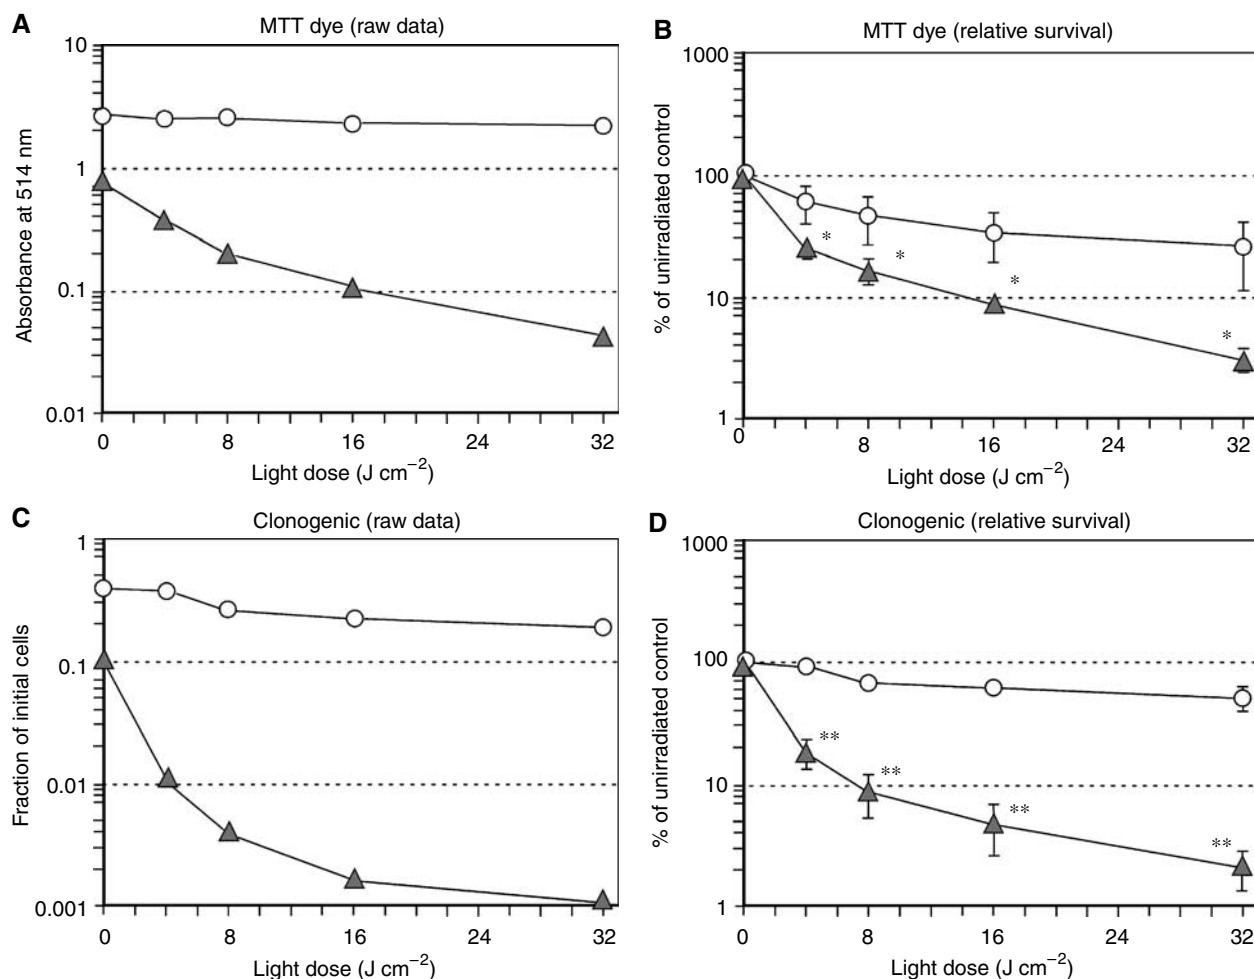 A
MTT dye (raw data)
10
1
0.1
0.01
Absorbance at 514 nm
0
8
16
24
32
Light dose (J cm−2)
B
MTT dye (relative survival)
1000
100
10
1
% of unirradiated control
*
*
*
*
0
8
16
24
32
Light dose (J cm−2)
C
Clonogenic (raw data)
1
0.1
0.01
0.001
Fraction of initial cells
0
8
16
24
32
Light dose (J cm−2)
D
Clonogenic (relative survival)
1000
100
10
1
% of unirradiated control
**
**
**
**
0
8
16
24
32
Light dose (J cm−2)